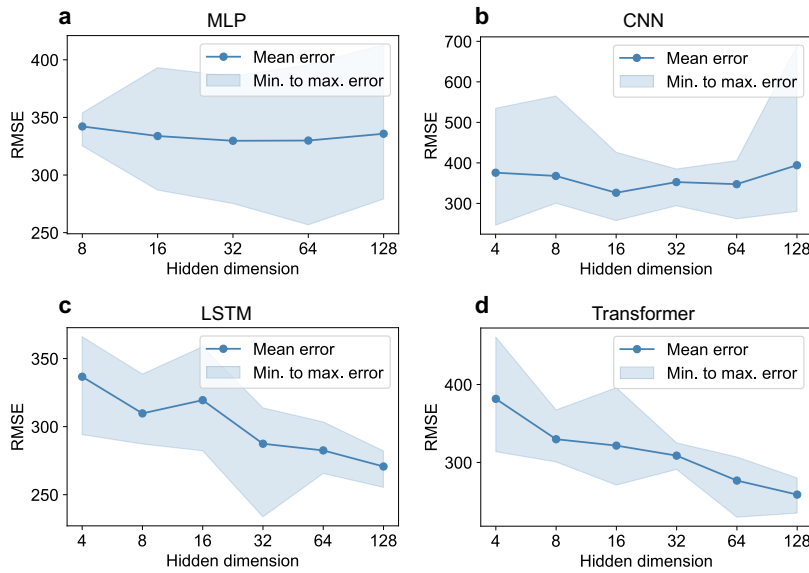 a
MLP
400
350
300
250
RMSE
Mean error
Min. to max. error
8
16
32
64
128
Hidden dimension
b
CNN
700
600
500
400
300
RMSE
Mean error
Min. to max. error
4
8
16
32
64
128
Hidden dimension
c
LSTM
350
300
250
RMSE
Mean error
Min. to max. error
4
8
16
32
64
128
Hidden dimension
d
Transformer
400
300
RMSE
Mean error
Min. to max. error
4
8
16
32
64
128
Hidden dimension